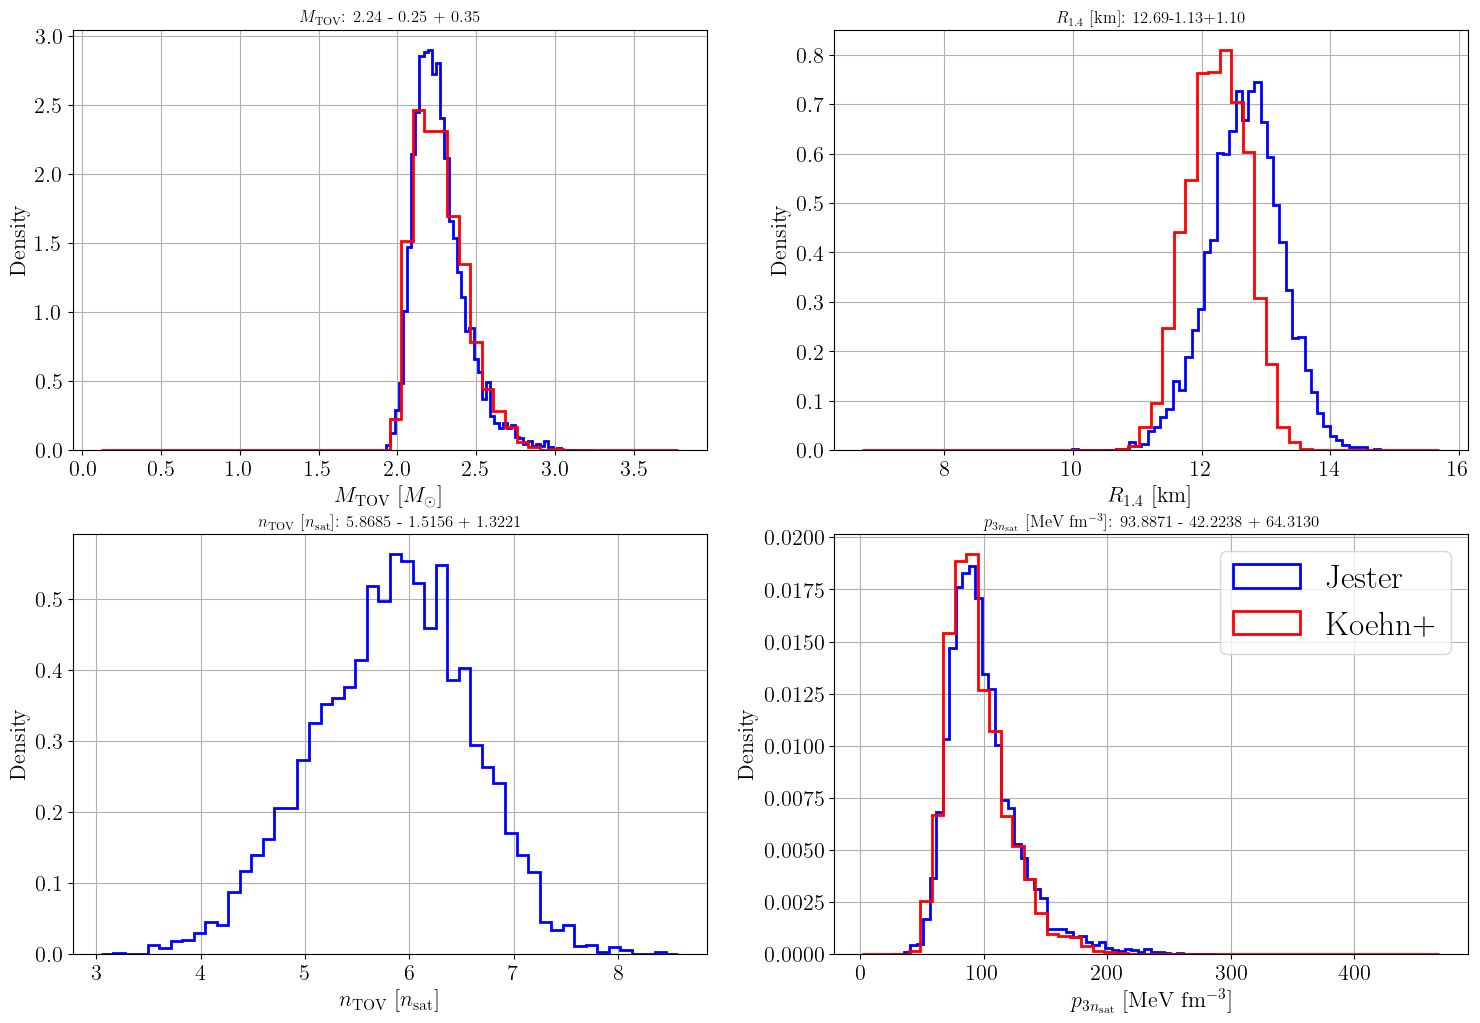 M_TOV: 2.24 - 0.25 + 0.35
3.0
2.5
2.0
1.5
1.0
0.5
0.0
Density
0.0 0.5 1.0 1.5 2.0 2.5 3.0 3.5
M_TOV [M_⊙]
R_1.4 [km]: 12.69-1.13+1.10
0.8
0.7
0.6
0.5
0.4
0.3
0.2
0.1
0.0
Density
8 10 12 14 16
R_1.4 [km]
n_TOV [n_sat]: 5.8685 - 1.5156 + 1.3221
0.5
0.4
0.3
0.2
0.1
0.0
Density
3 4 5 6 7 8
n_TOV [n_sat]
p_3n_sat [MeV fm⁻³]: 93.8871 - 42.2238 + 64.3130
0.0200
0.0175
0.0150
0.0125
0.0100
0.0075
0.0050
0.0025
0.0000
Density
Jester
Koehn+
0 100 200 300 400
p_3n_sat [MeV fm⁻³]